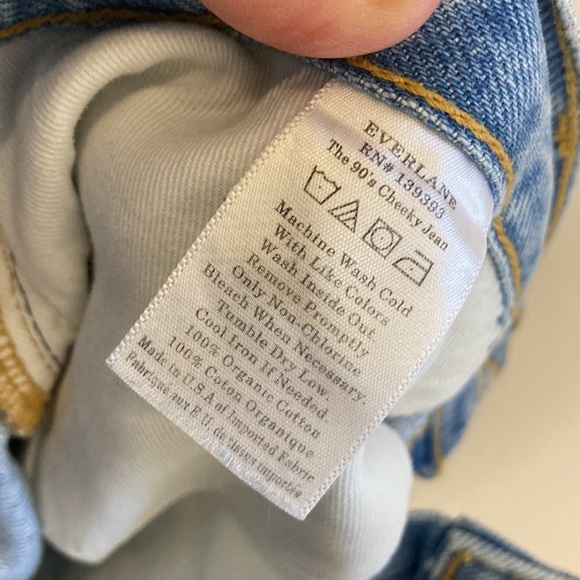 EVERLANE
RN# 139393
The 90's Cheeky Jean
Machine Wash Cold
With Like Colors
Wash Inside Out
Remove Promptly
Only Non-Chlorine
Bleach When Necessary.
Tumble Dry Low.
Cool Iron If Needed.
100% Organic Cotton
100% Coton Organique
Made in U.S.A of Imported Fabric
Fabriqué aux E.U. de tissu importés